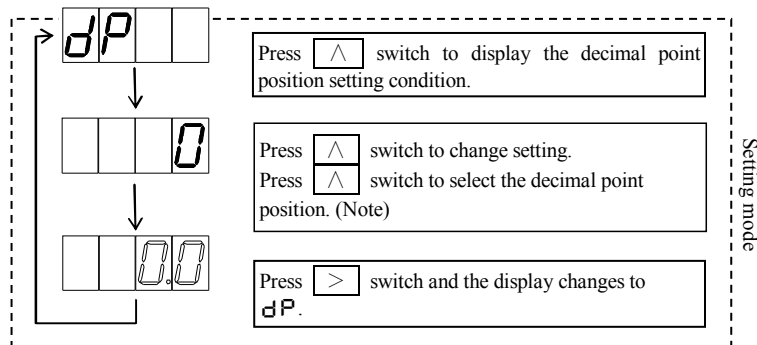 dP
Press ∧ switch to display the decimal point
position setting condition.
0
Press ∧ switch to change setting.
Press ∧ switch to select the decimal point
position. (Note)
0.0
Press > switch and the display changes to
dP.
Setting mode